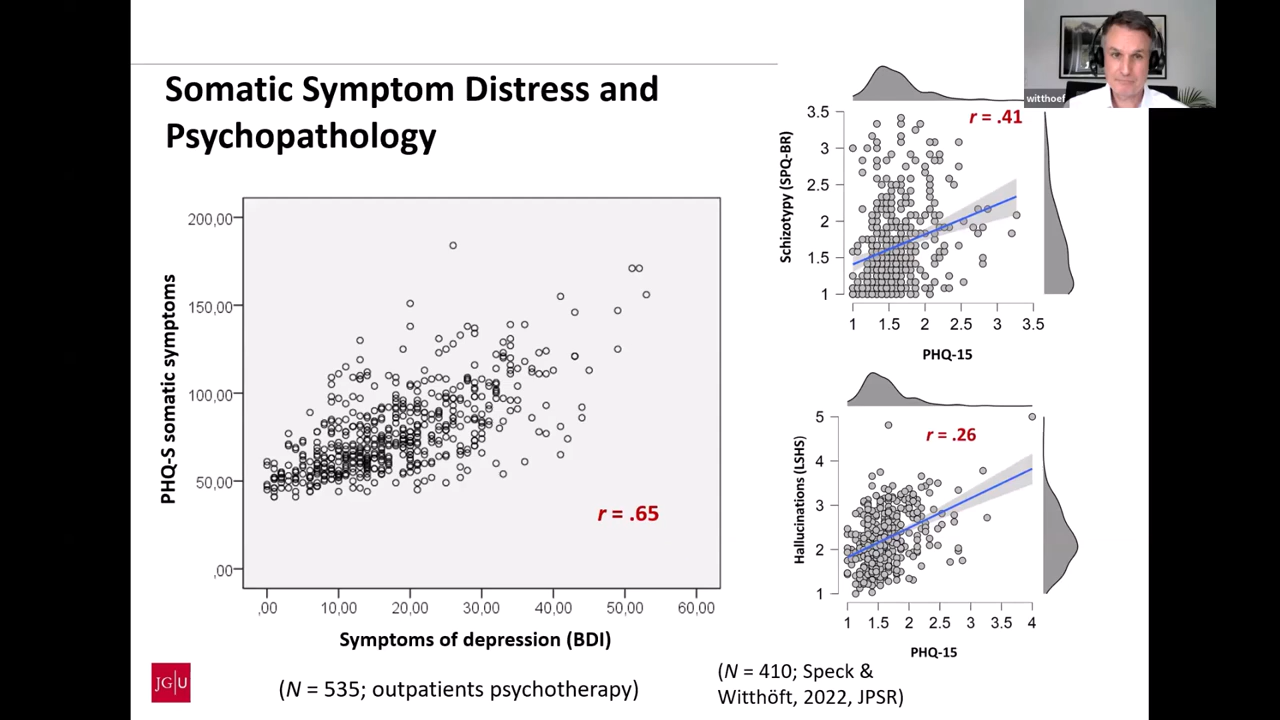 Somatic Symptom Distress and
Psychopathology
witthoef
PHQ-S somatic symptoms
200,00
150,00
100,00
50,00
,00
r = .65
,00 10,00 20,00 30,00 40,00 50,00 60,00
Symptoms of depression (BDI)
(N = 535; outpatients psychotherapy)
Schizotypy (SPQ-BR)
3.5
3
2.5
2
1.5
1
r = .41
1 1.5 2 2.5 3 3.5
PHQ-15
Hallucinations (LSHS)
5
4
3
2
1
r = .26
1 1.5 2 2.5 3 3.5 4
PHQ-15
(N = 410; Speck &
Witthöft, 2022, JPSR)
JG|U